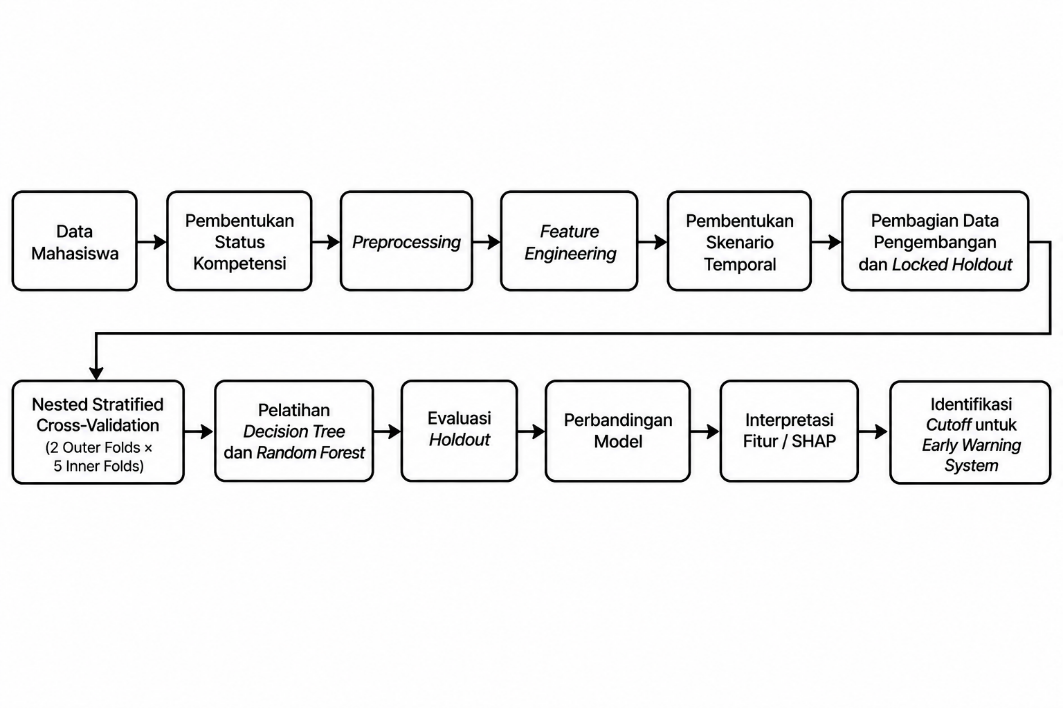 Data
Mahasiswa
Pembentukan
Status
Kompetensi
Preprocessing
Feature
Engineering
Pembentukan
Skenario
Temporal
Pembagian Data
Pengembangan
dan Locked Holdout
Nested Stratified
Cross-Validation
(2 Outer Folds ×
5 Inner Folds)
Pelatihan
Decision Tree
dan Random Forest
Evaluasi
Holdout
Perbandingan
Model
Interpretasi
Fitur / SHAP
Identifikasi
Cutoff untuk
Early Warning
System